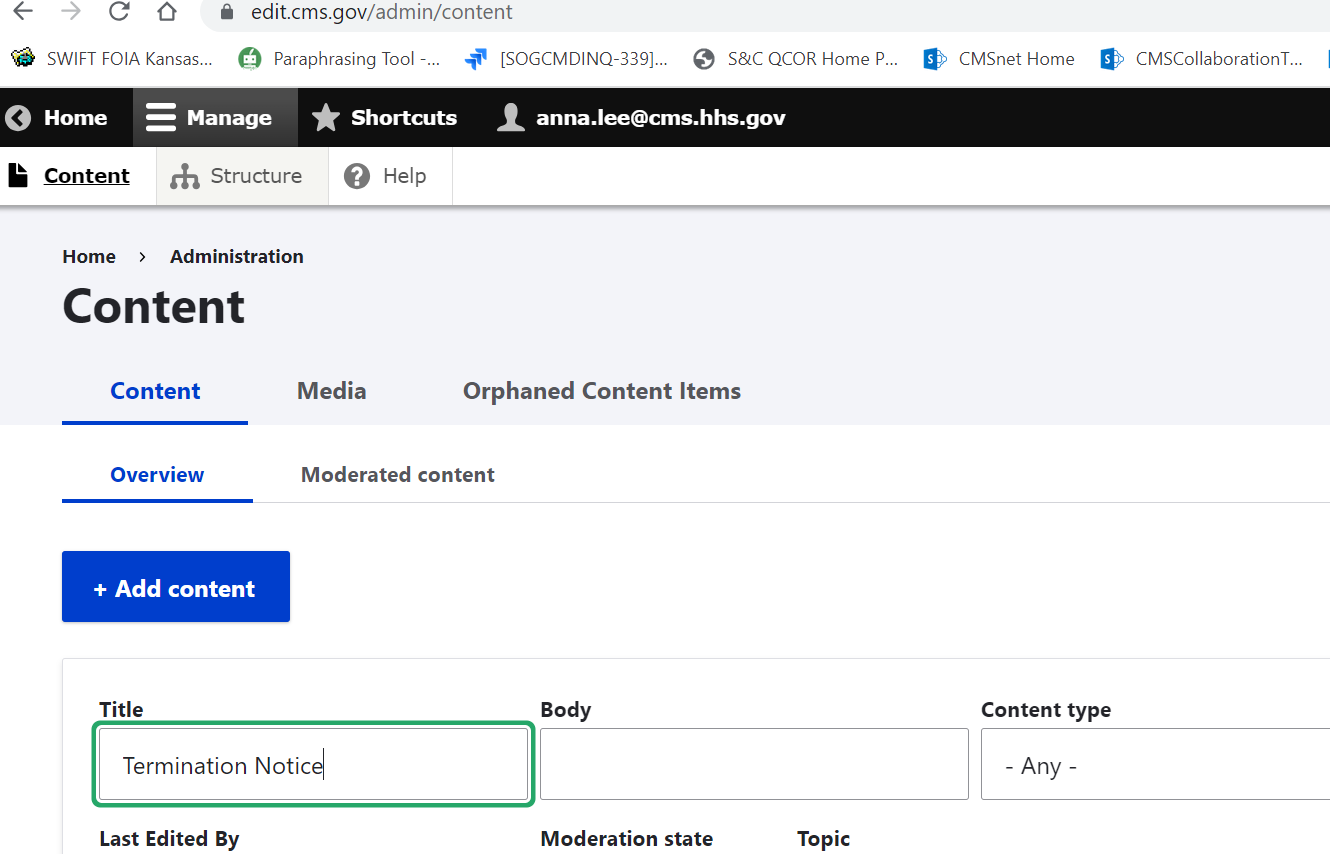 edit.cms.gov/admin/content
SWIFT FOIA Kansas... Paraphrasing Tool -... [SOGCMDINQ-339]... S&C QCOR Home P... CMSnet Home CMSCollaborationT...
Home Manage Shortcuts anna.lee@cms.hhs.gov
Content Structure Help
Home › Administration
Content
Content Media Orphaned Content Items
Overview Moderated content
+ Add content
Title Body Content type
Termination Notice - Any -
Last Edited By Moderation state Topic